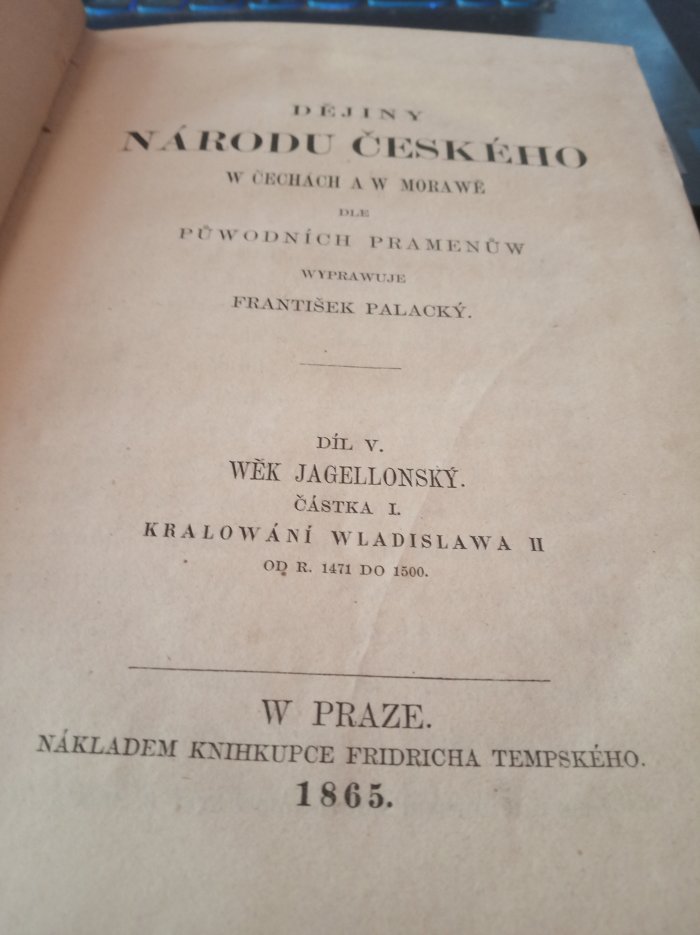 DĚJINY
NÁRODU ČESKÉHO
W ČECHÁCH A W MORAWĚ
DLE
PŮWODNÍCH PRAMENŮW
WYPRAWUJE
FRANTIŠEK PALACKÝ.
DÍL V.
WĚK JAGELLONSKÝ.
ČÁSTKA I.
KRALOWÁNÍ WLADISLAWA II
OD R. 1471 DO 1500.
W PRAZE.
NÁKLADEM KNIHKUPCE FRIDRICHA TEMPSKÉHO.
1865.